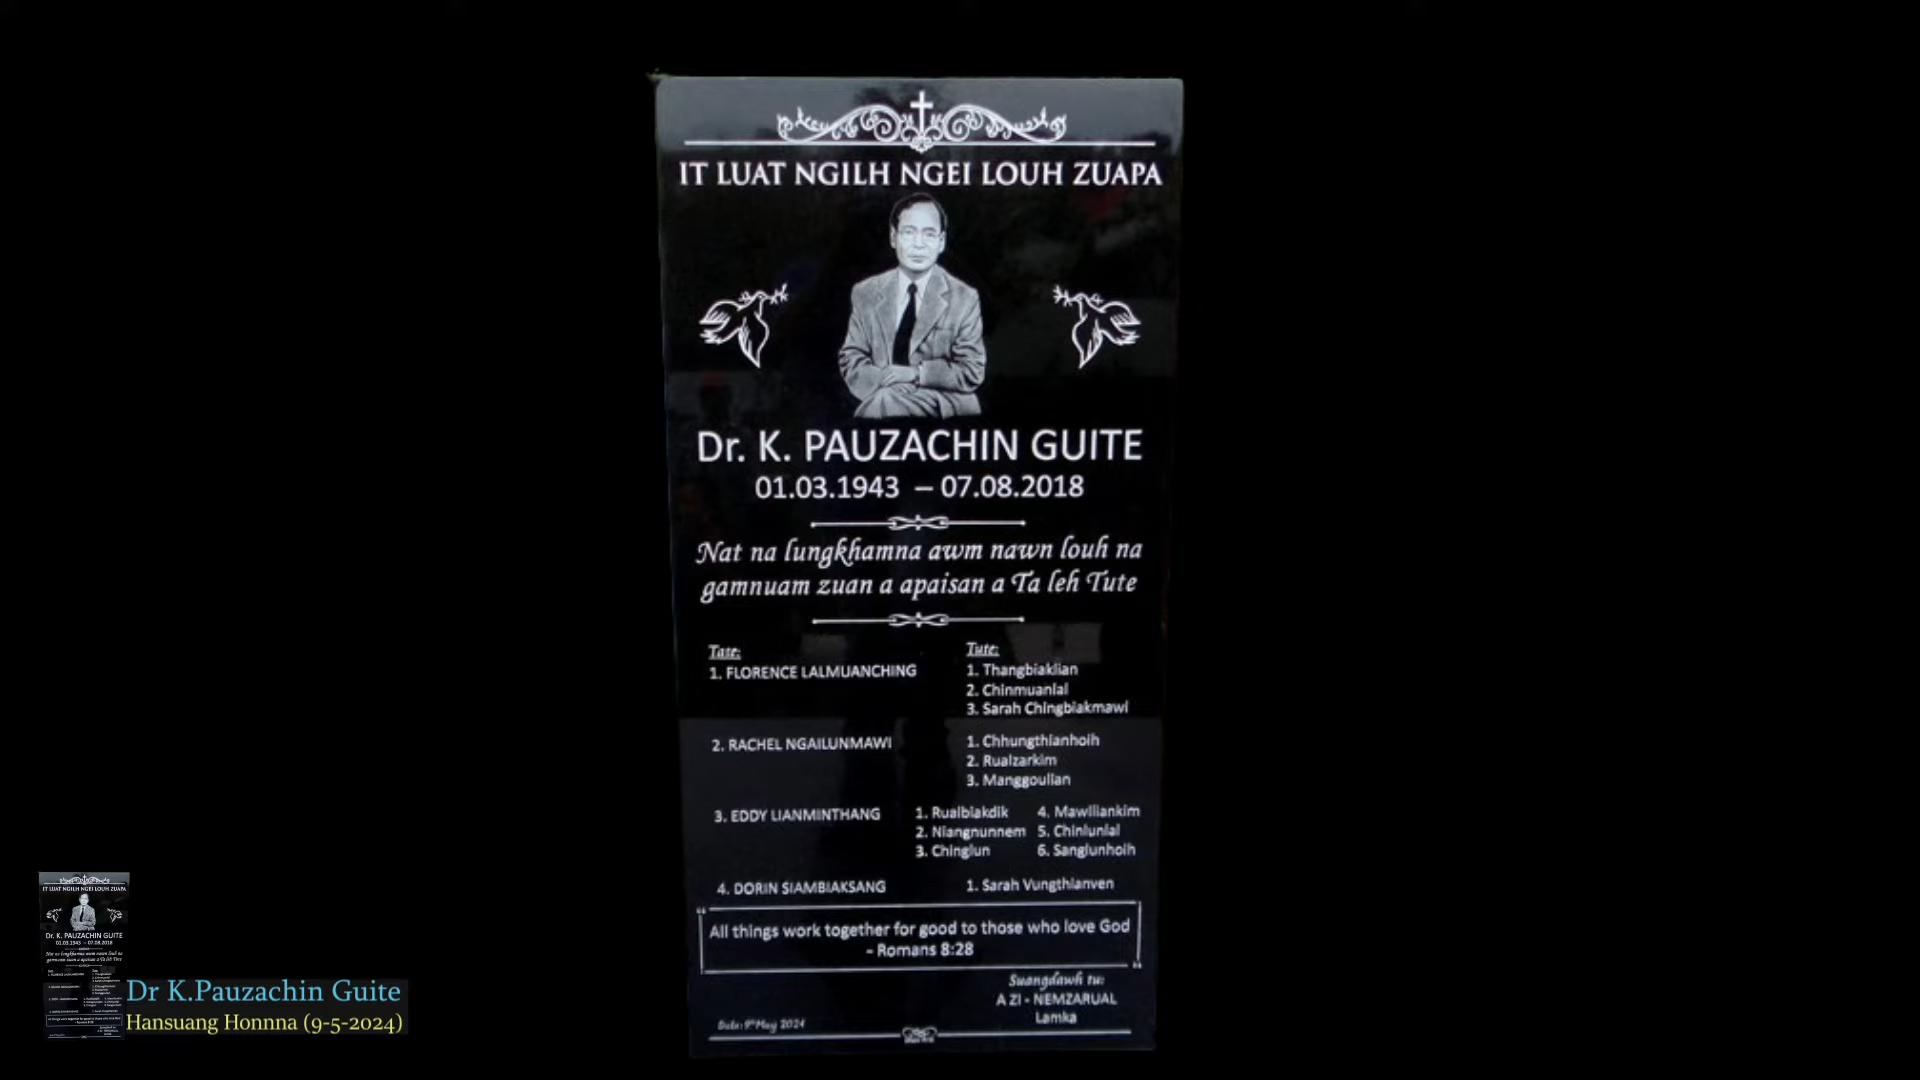 IT LUAT NGILH NGEI LOUH ZUAPA
Dr. K. PAUZACHIN GUITE
01.03.1943 – 07.08.2018
Nat na lungkhamna awm nawn louh na
gamnuam zuan a apaisan a Ta leh Tute
Tate:
1. FLORENCE LALMUANCHING
Tute:
1. Thangbiaklian
2. Chinmuanlal
3. Sarah Chingbiakmawi
2. RACHEL NGAILUNMAWI
1. Chhungthianhoih
2. Rualzarkim
3. Manggoulian
3. EDDY LIANMINTHANG
1. Rualbiakdik
2. Niangnunnem
3. Chinglun
4. Mawiliankim
5. Chinlunlal
6. Sanglunhoih
4. DORIN SIAMBIAKSANG
1. Sarah Vungthianven
All things work together for good to those who love God
- Romans 8:28
Suangdawh tu:
A ZI - NEMZARUAL
Lamka
Date: 9th May 2024
Dr K.Pauzachin Guite
Hansuang Honnna (9-5-2024)